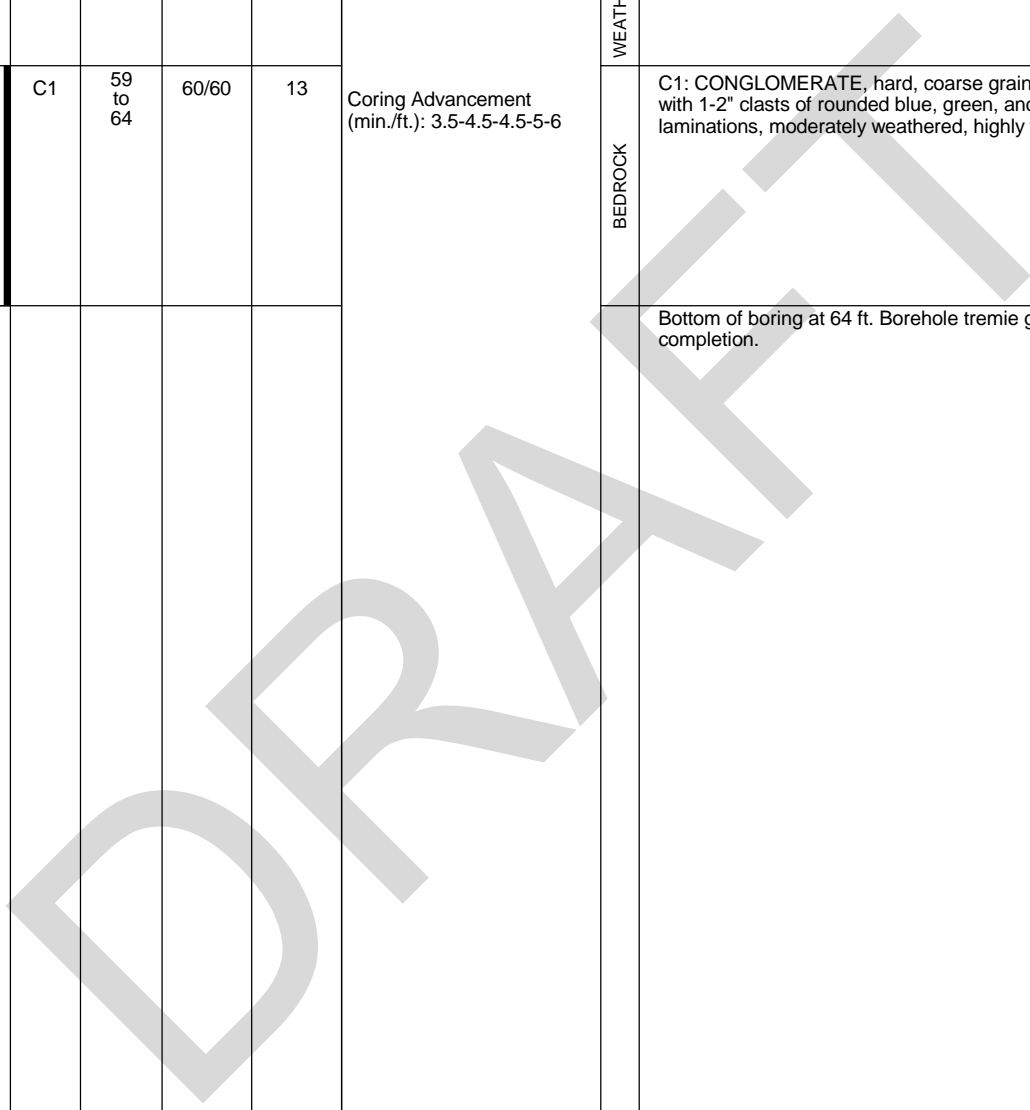 WEATH
C1
59
to
64
60/60
13
Coring Advancement
(min./ft.): 3.5-4.5-4.5-5-6
BEDROCK
C1: CONGLOMERATE, hard, coarse grain
with 1-2" clasts of rounded blue, green, and
laminations, moderately weathered, highly
Bottom of boring at 64 ft. Borehole tremie g
completion.
DRAFT